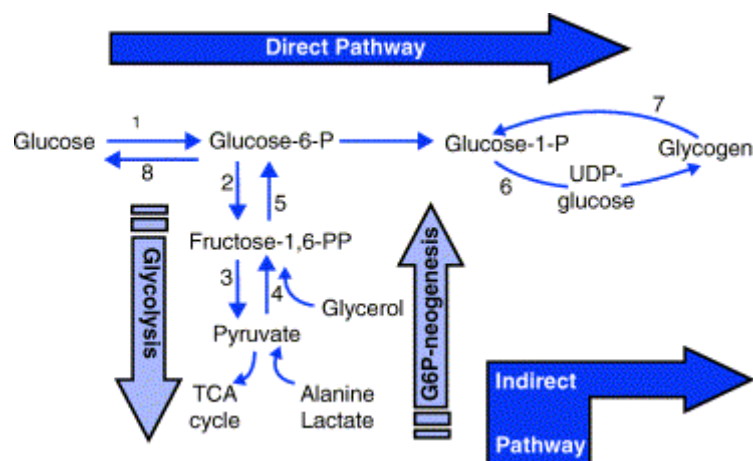 Direct Pathway
1
7
Glucose
Glucose-6-P
Glucose-1-P
Glycogen
8
2
5
6
UDP-
glucose
Fructose-1,6-PP
3
4
Glycerol
Pyruvate
TCA
cycle
Alanine
Lactate
Glycolysis
G6P-neogenesis
Indirect
Pathway